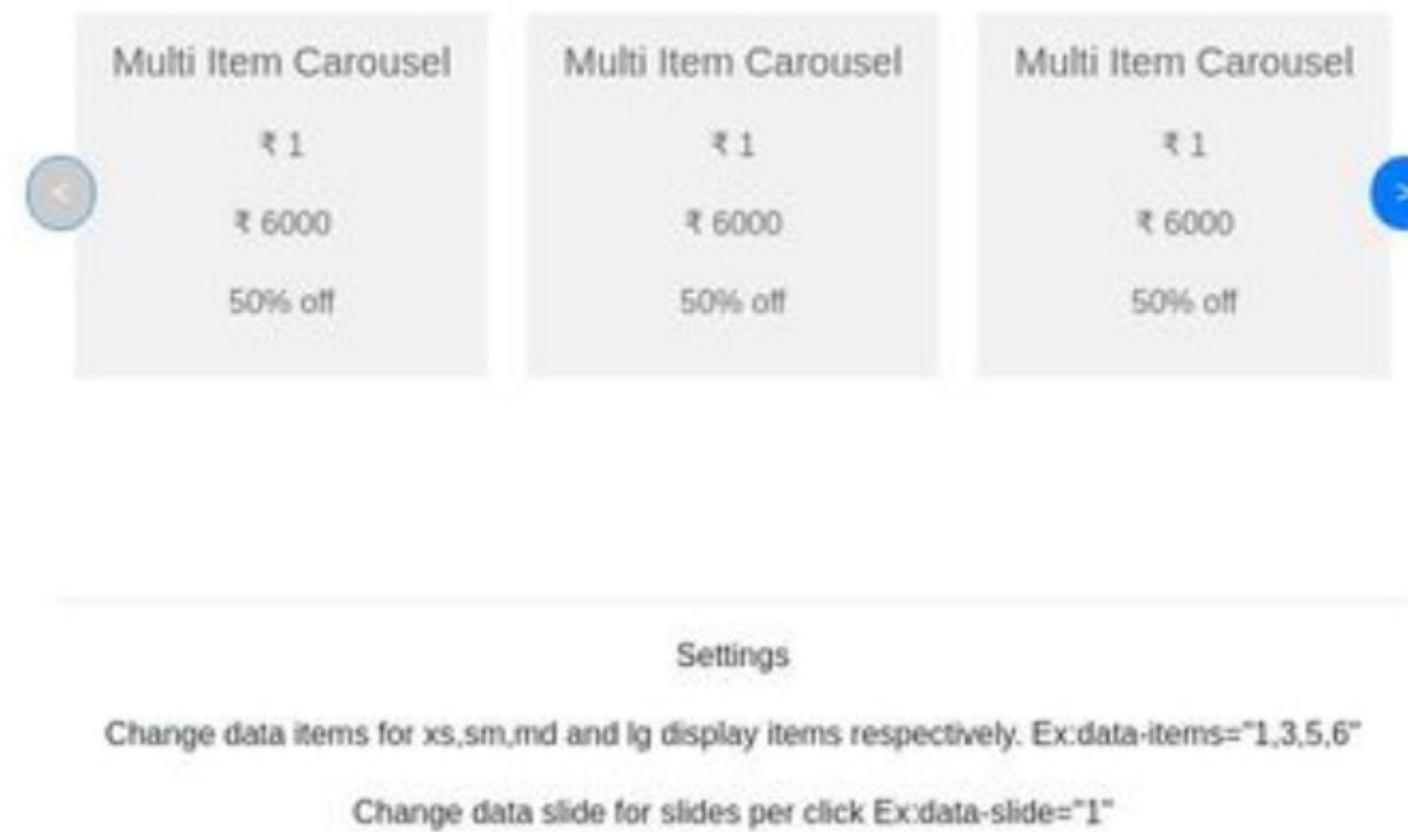 Multi Item Carousel Multi Item Carousel Multi Item Carousel
₹ 1 ₹ 1 ₹ 1
< >
₹ 6000 ₹ 6000 ₹ 6000
50% off 50% off 50% off
Settings
Change data items for xs,sm,md and lg display items respectively. Ex:data-items="1,3,5,6"
Change data slide for slides per click Ex:data-slide="1"